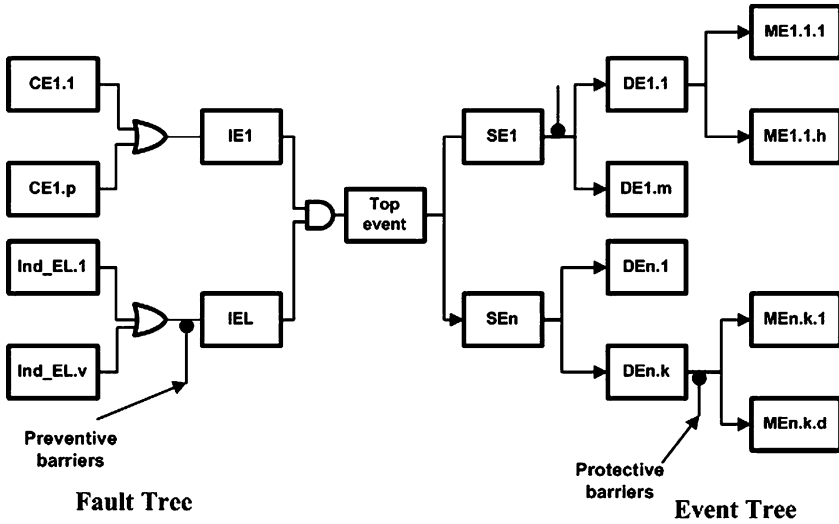 CE1.1
CE1.p
Ind_EL.1
Ind_EL.v
IE1
IEL
Top
event
SE1
SEn
DE1.1
DE1.m
DEn.1
DEn.k
ME1.1.1
ME1.1.h
MEn.k.1
MEn.k.d
Preventive
barriers
Protective
barriers
Fault Tree
Event Tree